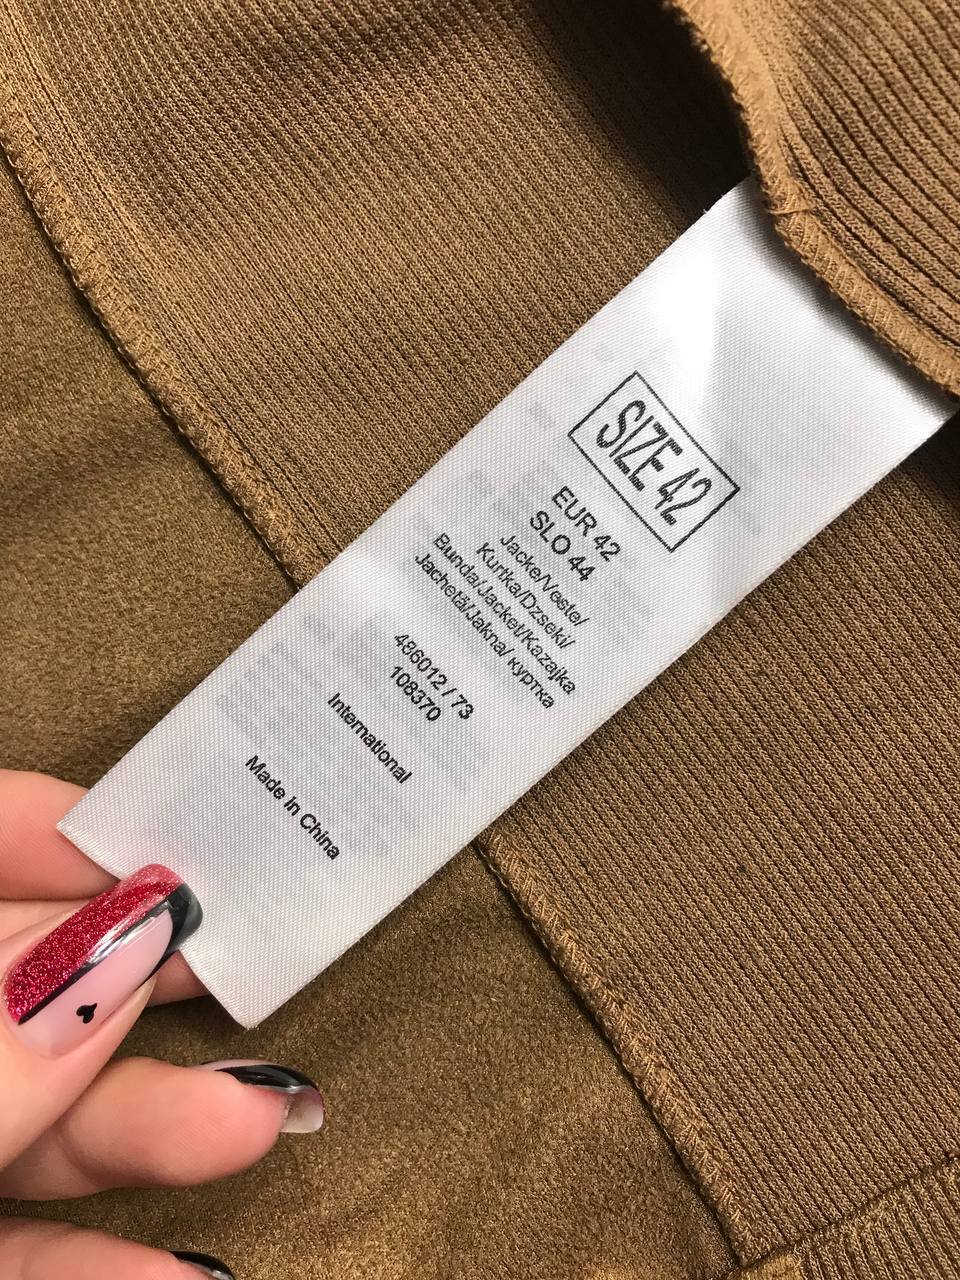 SIZE 42
EUR 42
SLO 44
Jacke/Veste/
Kurtka/Dzseki/
Bunda/Jacket/Kazajka
Jachetă/Jakna/ куртка
486012 / 73
108370
International
Made in China